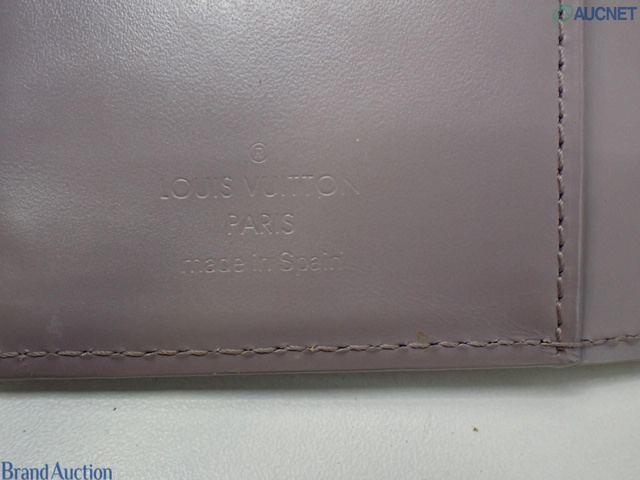 AUCNET
®
LOUIS VUITTON
PARIS
made in Spain
Brand Auction